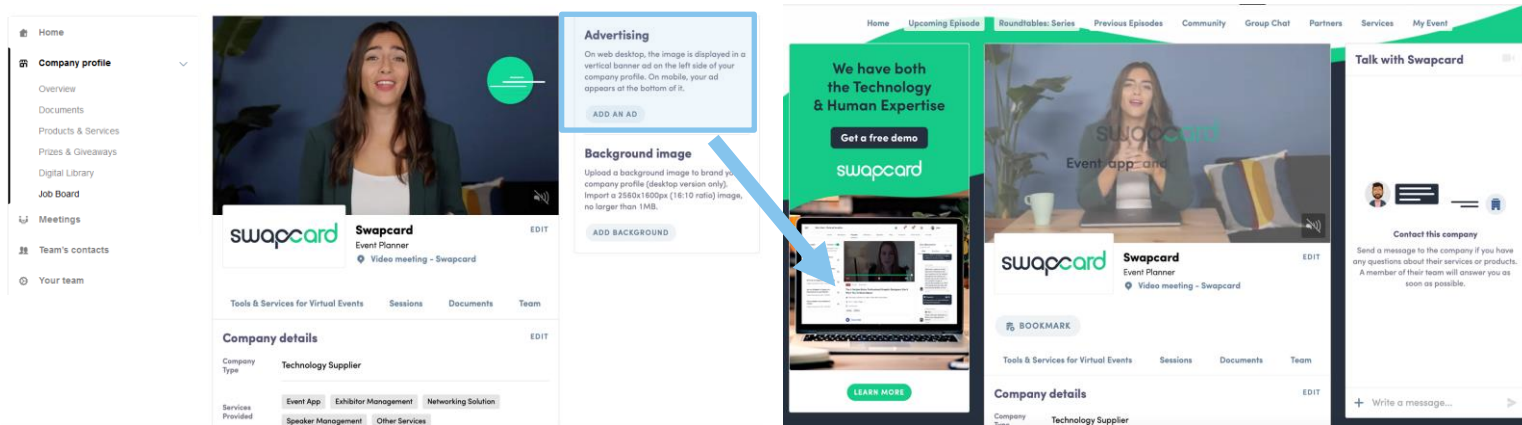 Home
Company profile
Overview
Documents
Products & Services
Prizes & Giveaways
Digital Library
Job Board
Meetings
Team's contacts
Your team
swapcard
Swapcard
EDIT
Event Planner
Video meeting - Swapcard
Tools & Services for Virtual Events Sessions Documents Team
Company details
EDIT
Company
Type
Technology Supplier
Services
Provided
Event App Exhibitor Management Networking Solution
Speaker Management Other Services
Advertising
On web desktop, the image is displayed in a
vertical banner ad on the left side of your
company profile. On mobile, your ad
appears at the bottom of it.
ADD AN AD
Background image
Upload a background image to brand
company profile (desktop version only).
Import a 2560x1600px (16:10 ratio) image,
no larger than 1MB.
ADD BACKGROUND
Home Upcoming Episode Roundtables: Series Previous Episodes Community Group Chat Partners Services My Event
We have both
the Technology
& Human Expertise
Get a free demo
swapcard
LEARN MORE
swapcard
Event app and
swapcard
Swapcard
EDIT
Event Planner
Video meeting - Swapcard
BOOKMARK
Tools & Services for Virtual Events Sessions Documents Team
Company details
EDIT
Company
Type
Technology Supplier
Talk with Swapcard
Contact this company
Send a message to the company if you have
any questions about their services or products.
A member of their team will answer you as
soon as possible.
Write a message...